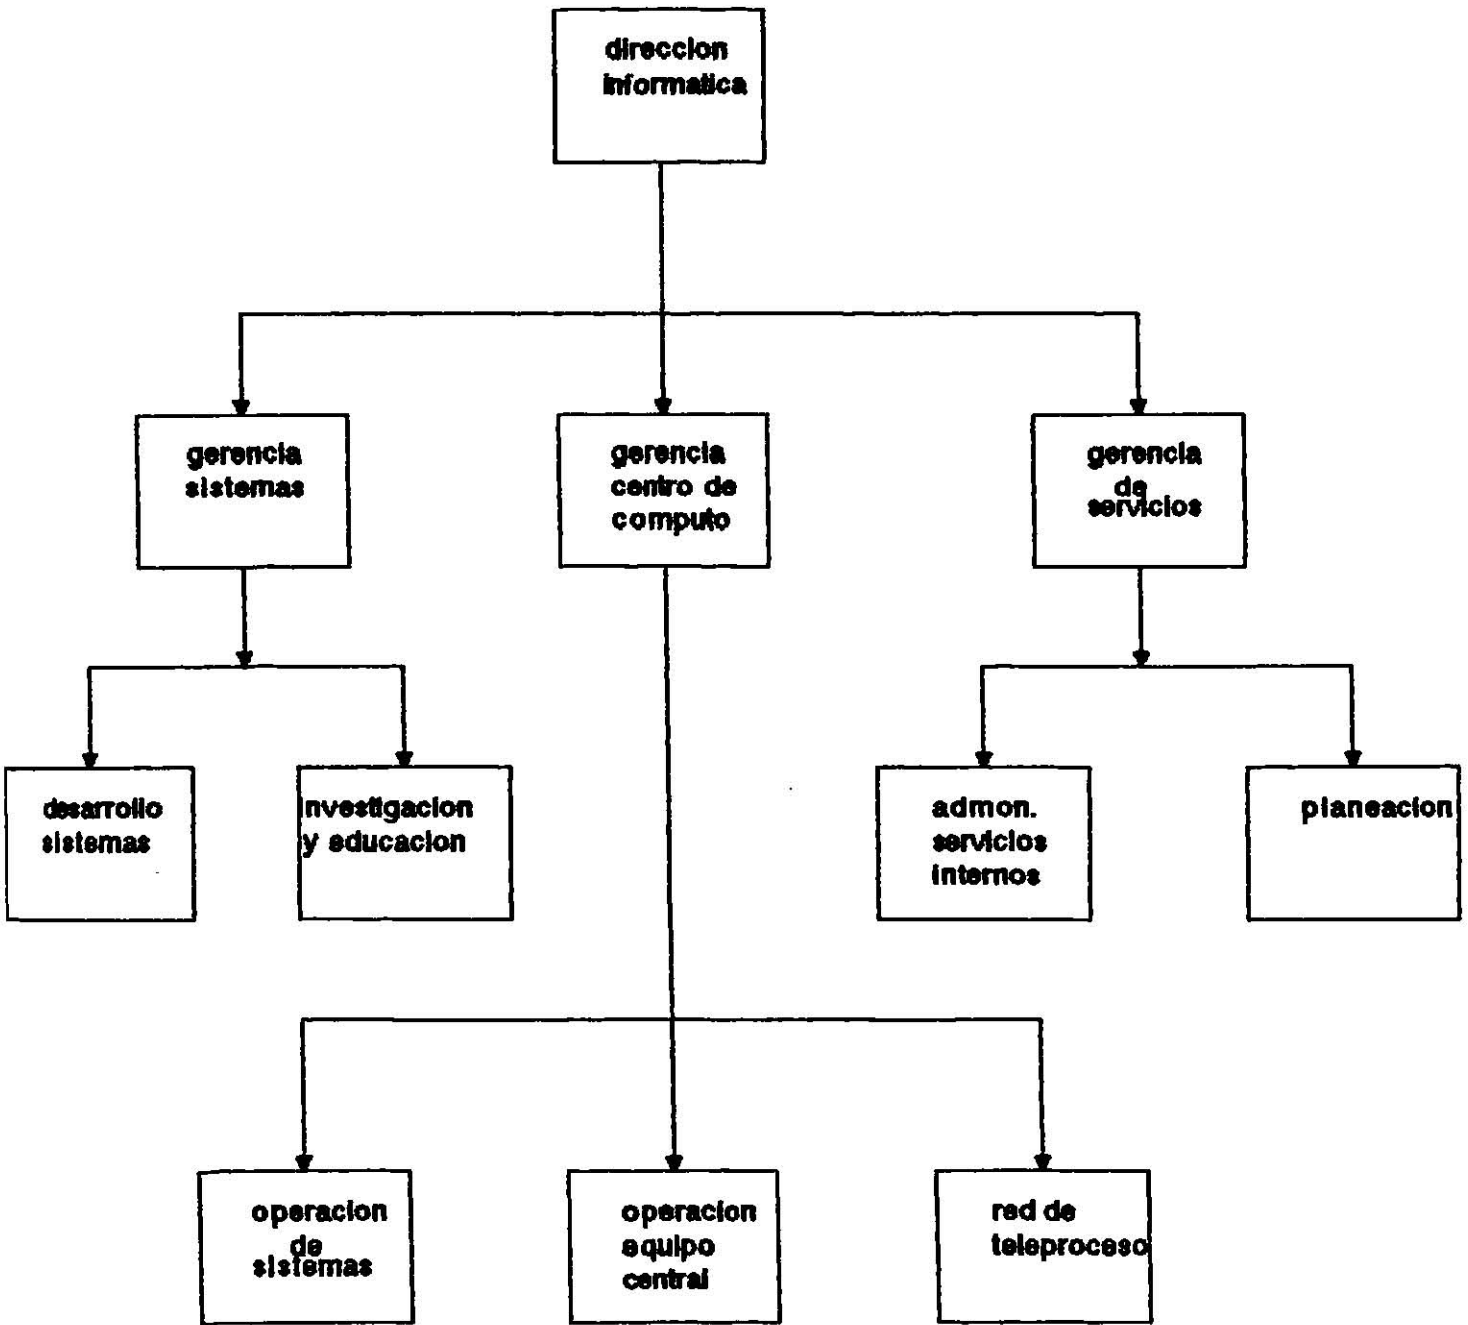 direccion
informatica
gerencia
sistemas
gerencia
centro de
computo
gerencia
de
servicios
desarrollo
sistemas
investigacion
y educacion
admon.
servicios
internos
planeacion
operacion
de
sistemas
operacion
equipo
central
red de
teleproceso